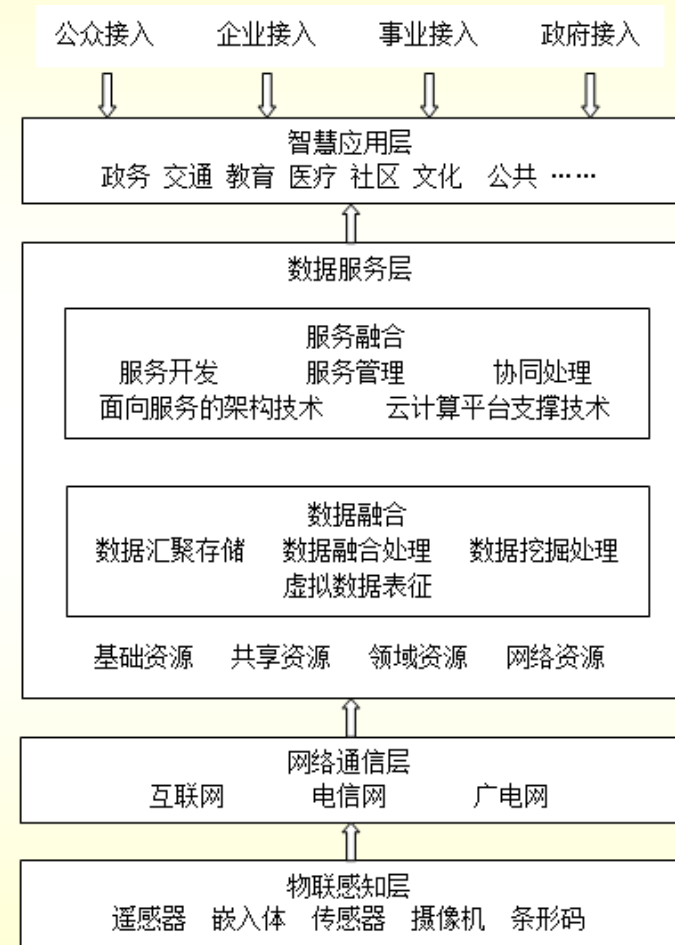 公众接入 企业接入 事业接入 政府接入
智慧应用层
政务 交通 教育 医疗 社区 文化 公共 ……
数据服务层
服务融合
服务开发 服务管理 协同处理
面向服务的架构技术 云计算平台支撑技术
数据融合
数据汇聚存储 数据融合处理 数据挖掘处理
虚拟数据表征
基础资源 共享资源 领域资源 网络资源
网络通信层
互联网 电信网 广电网
物联感知层
遥感器 嵌入体 传感器 摄像机 条形码